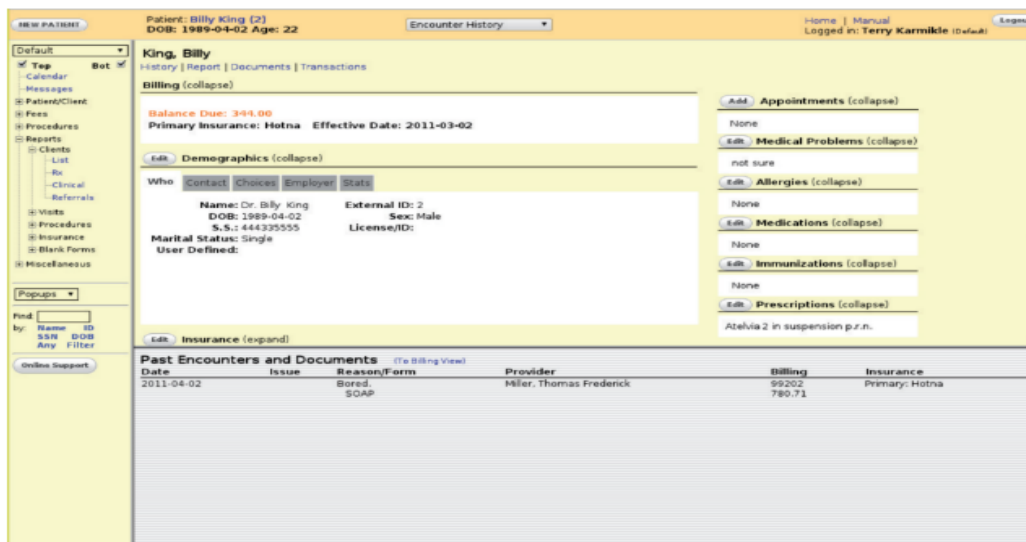 NEW PATIENT
Patient: Billy King (2)
DOB: 1989-04-02 Age: 22
Encounter History
Home | Manual
Logged in: Terry Karmikle (Default)
Logout
Default
Top Bot
Calendar
Messages
Patient/Client
Fees
Procedures
Reports
Clients
List
Rx
Clinical
Referrals
Visits
Procedures
Insurance
Blank Forms
Miscellaneous
Popups
Find:
by: Name ID
SSN DOB
Any Filter
Online Support
King, Billy
History | Report | Documents | Transactions
Billing (collapse)
Balance Due: 344.00
Primary Insurance: Hotna Effective Date: 2011-03-02
Edit Demographics (collapse)
Who Contact Choices Employer Stats
Name: Dr. Billy King External ID: 2
DOB: 1989-04-02 Sex: Male
S.S.: 444335555 License/ID:
Marital Status: Single
User Defined:
Edit Insurance (expand)
Add Appointments (collapse)
None
Edit Medical Problems (collapse)
not sure
Edit Allergies (collapse)
None
Edit Medications (collapse)
None
Edit Immunizations (collapse)
None
Edit Prescriptions (collapse)
Atelvia 2 in suspension p.r.n.
Past Encounters and Documents (To Billing View)
Date Issue Reason/Form Provider Billing Insurance
2011-04-02 Bored. Miller, Thomas Frederick 99202 Primary: Hotna
SOAP 780.71